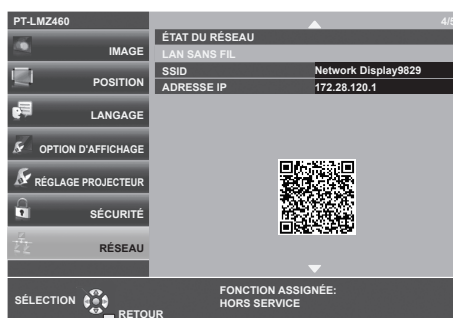 PT-LMZ460
4/5
ÉTAT DU RÉSEAU
IMAGE
LAN SANS FIL
SSID Network Display9829
POSITION
ADRESSE IP 172.28.120.1
LANGAGE
OPTION D'AFFICHAGE
RÉGLAGE PROJECTEUR
SÉCURITÉ
RÉSEAU
SÉLECTION
RETOUR
FONCTION ASSIGNÉE:
HORS SERVICE